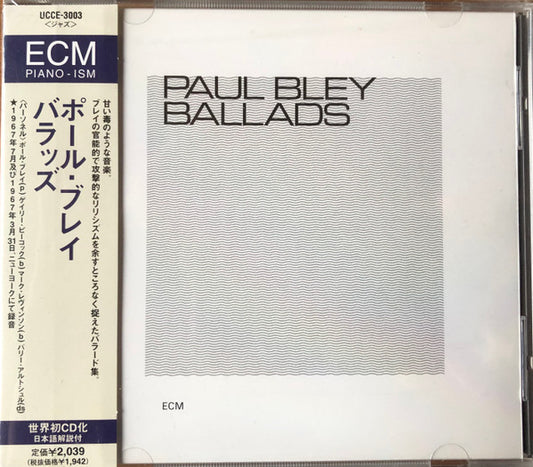 UCCE-3003
〈ジャズ〉
ECM
PIANO-ISM
ポール・ブレイ
バラッズ
甘い毒のような音楽。
ブレイの官能的で攻撃的なリリシズムを余すところなく捉えたバラード集。
〈パーソネル〉ポール・ブレイ(p)ゲイリー・ピーコック(b)マーク・レヴィンソン(b)バリー・アルトシュル(ds)
★1967年7月及び1967年3月31日、ニューヨークにて録音
世界初CD化
日本語解説付
定価¥2,039
(税抜価格¥1,942)
PAUL BLEY
BALLADS
ECM